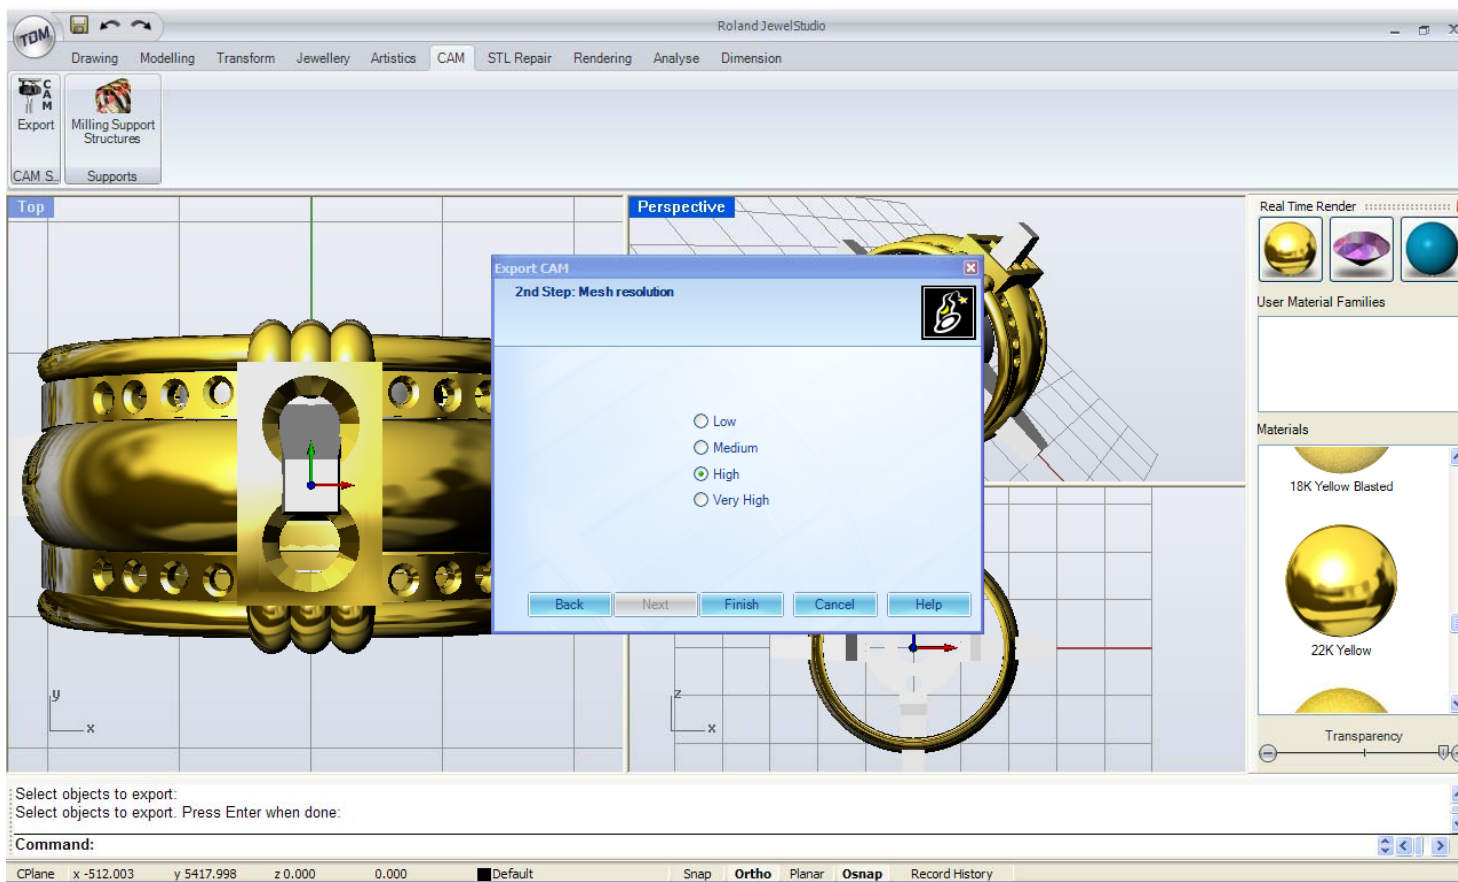 TDM
Roland JewelStudio
Drawing Modelling Transform Jewellery Artistics CAM STL Repair Rendering Analyse Dimension
CAM
Export
Milling Support
Structures
CAM S...
Supports
Top
Perspective
Real Time Render
User Material Families
Export CAM
2nd Step: Mesh resolution
Low
Medium
High
Very High
Back Next Finish Cancel Help
Materials
18K Yellow Blasted
22K Yellow
Transparency
y
x
z
x
Select objects to export:
Select objects to export. Press Enter when done:
Command:
CPlane x -512.003 y 5417.998 z 0.000 0.000 Default Snap Ortho Planar Osnap Record History